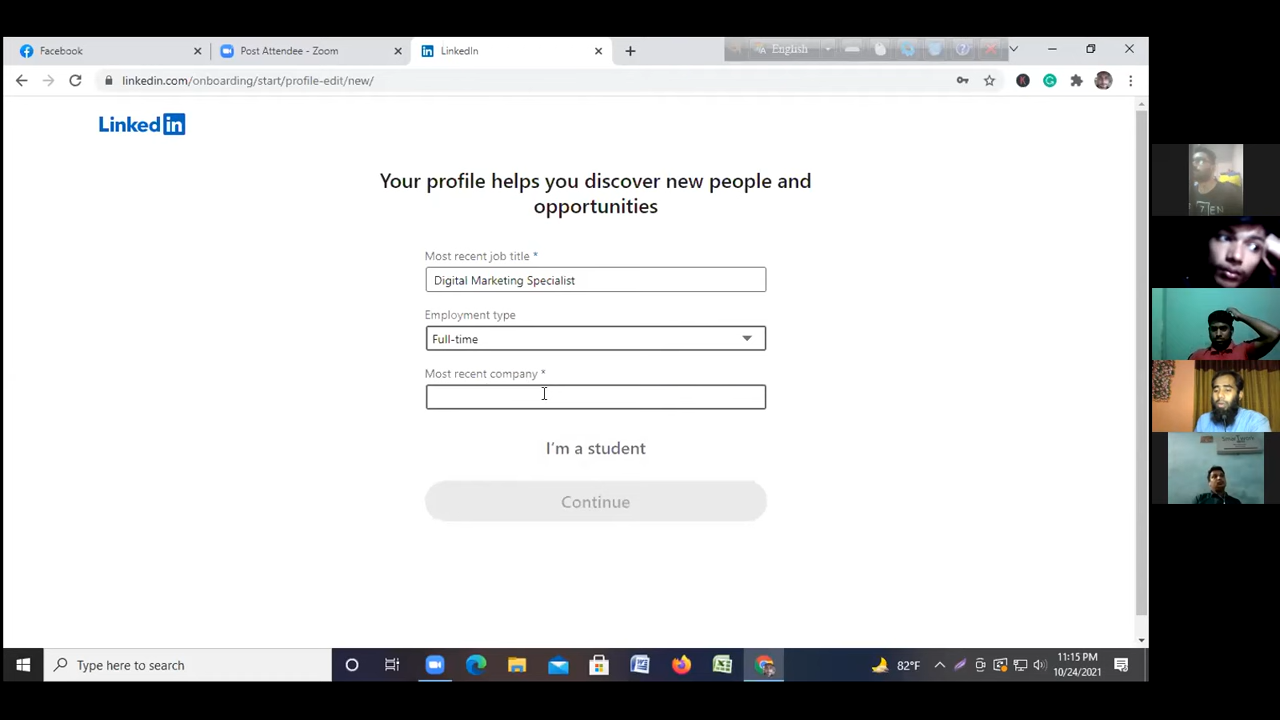 Facebook
Post Attendee - Zoom
LinkedIn
English
linkedin.com/onboarding/start/profile-edit/new/
Linked in
Your profile helps you discover new people and
opportunities
Most recent job title *
Digital Marketing Specialist
Employment type
Full-time
Most recent company *
I'm a student
Continue
Type here to search
82°F
11:15 PM
10/24/2021